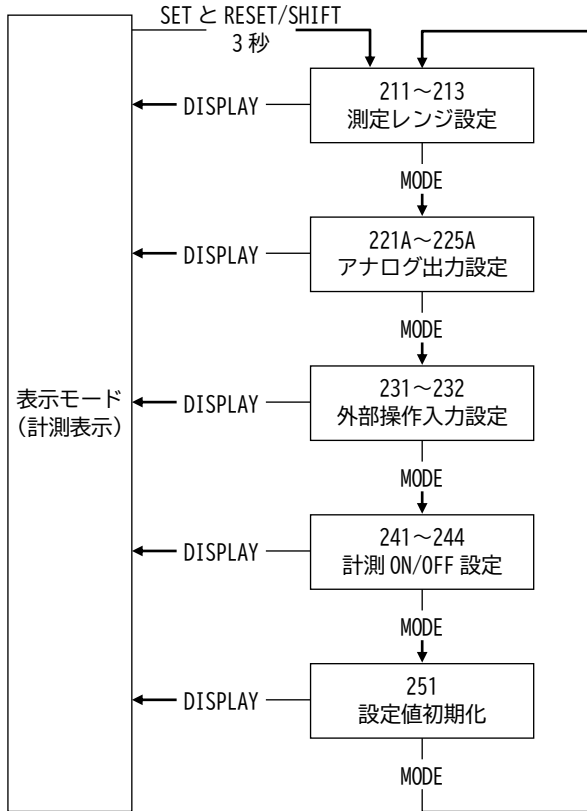 SET と RESET/SHIFT
3 秒
211～213
測定レンジ設定
DISPLAY
MODE
221A～225A
アナログ出力設定
DISPLAY
MODE
231～232
外部操作入力設定
DISPLAY
表示モード
（計測表示）
MODE
241～244
計測 ON/OFF 設定
DISPLAY
MODE
251
設定値初期化
DISPLAY
MODE